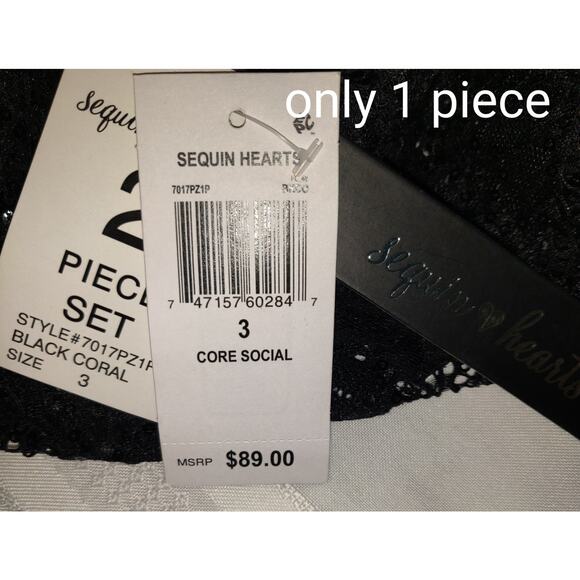 only 1 piece
sequin
2
PIECE
SET
STYLE#7017PZ1P
BLACK CORAL
SIZE 3
BC
SEQUIN HEARTS
7017PZ1P
7 47157 60284 7
3
CORE SOCIAL
MSRP $89.00
sequin hearts